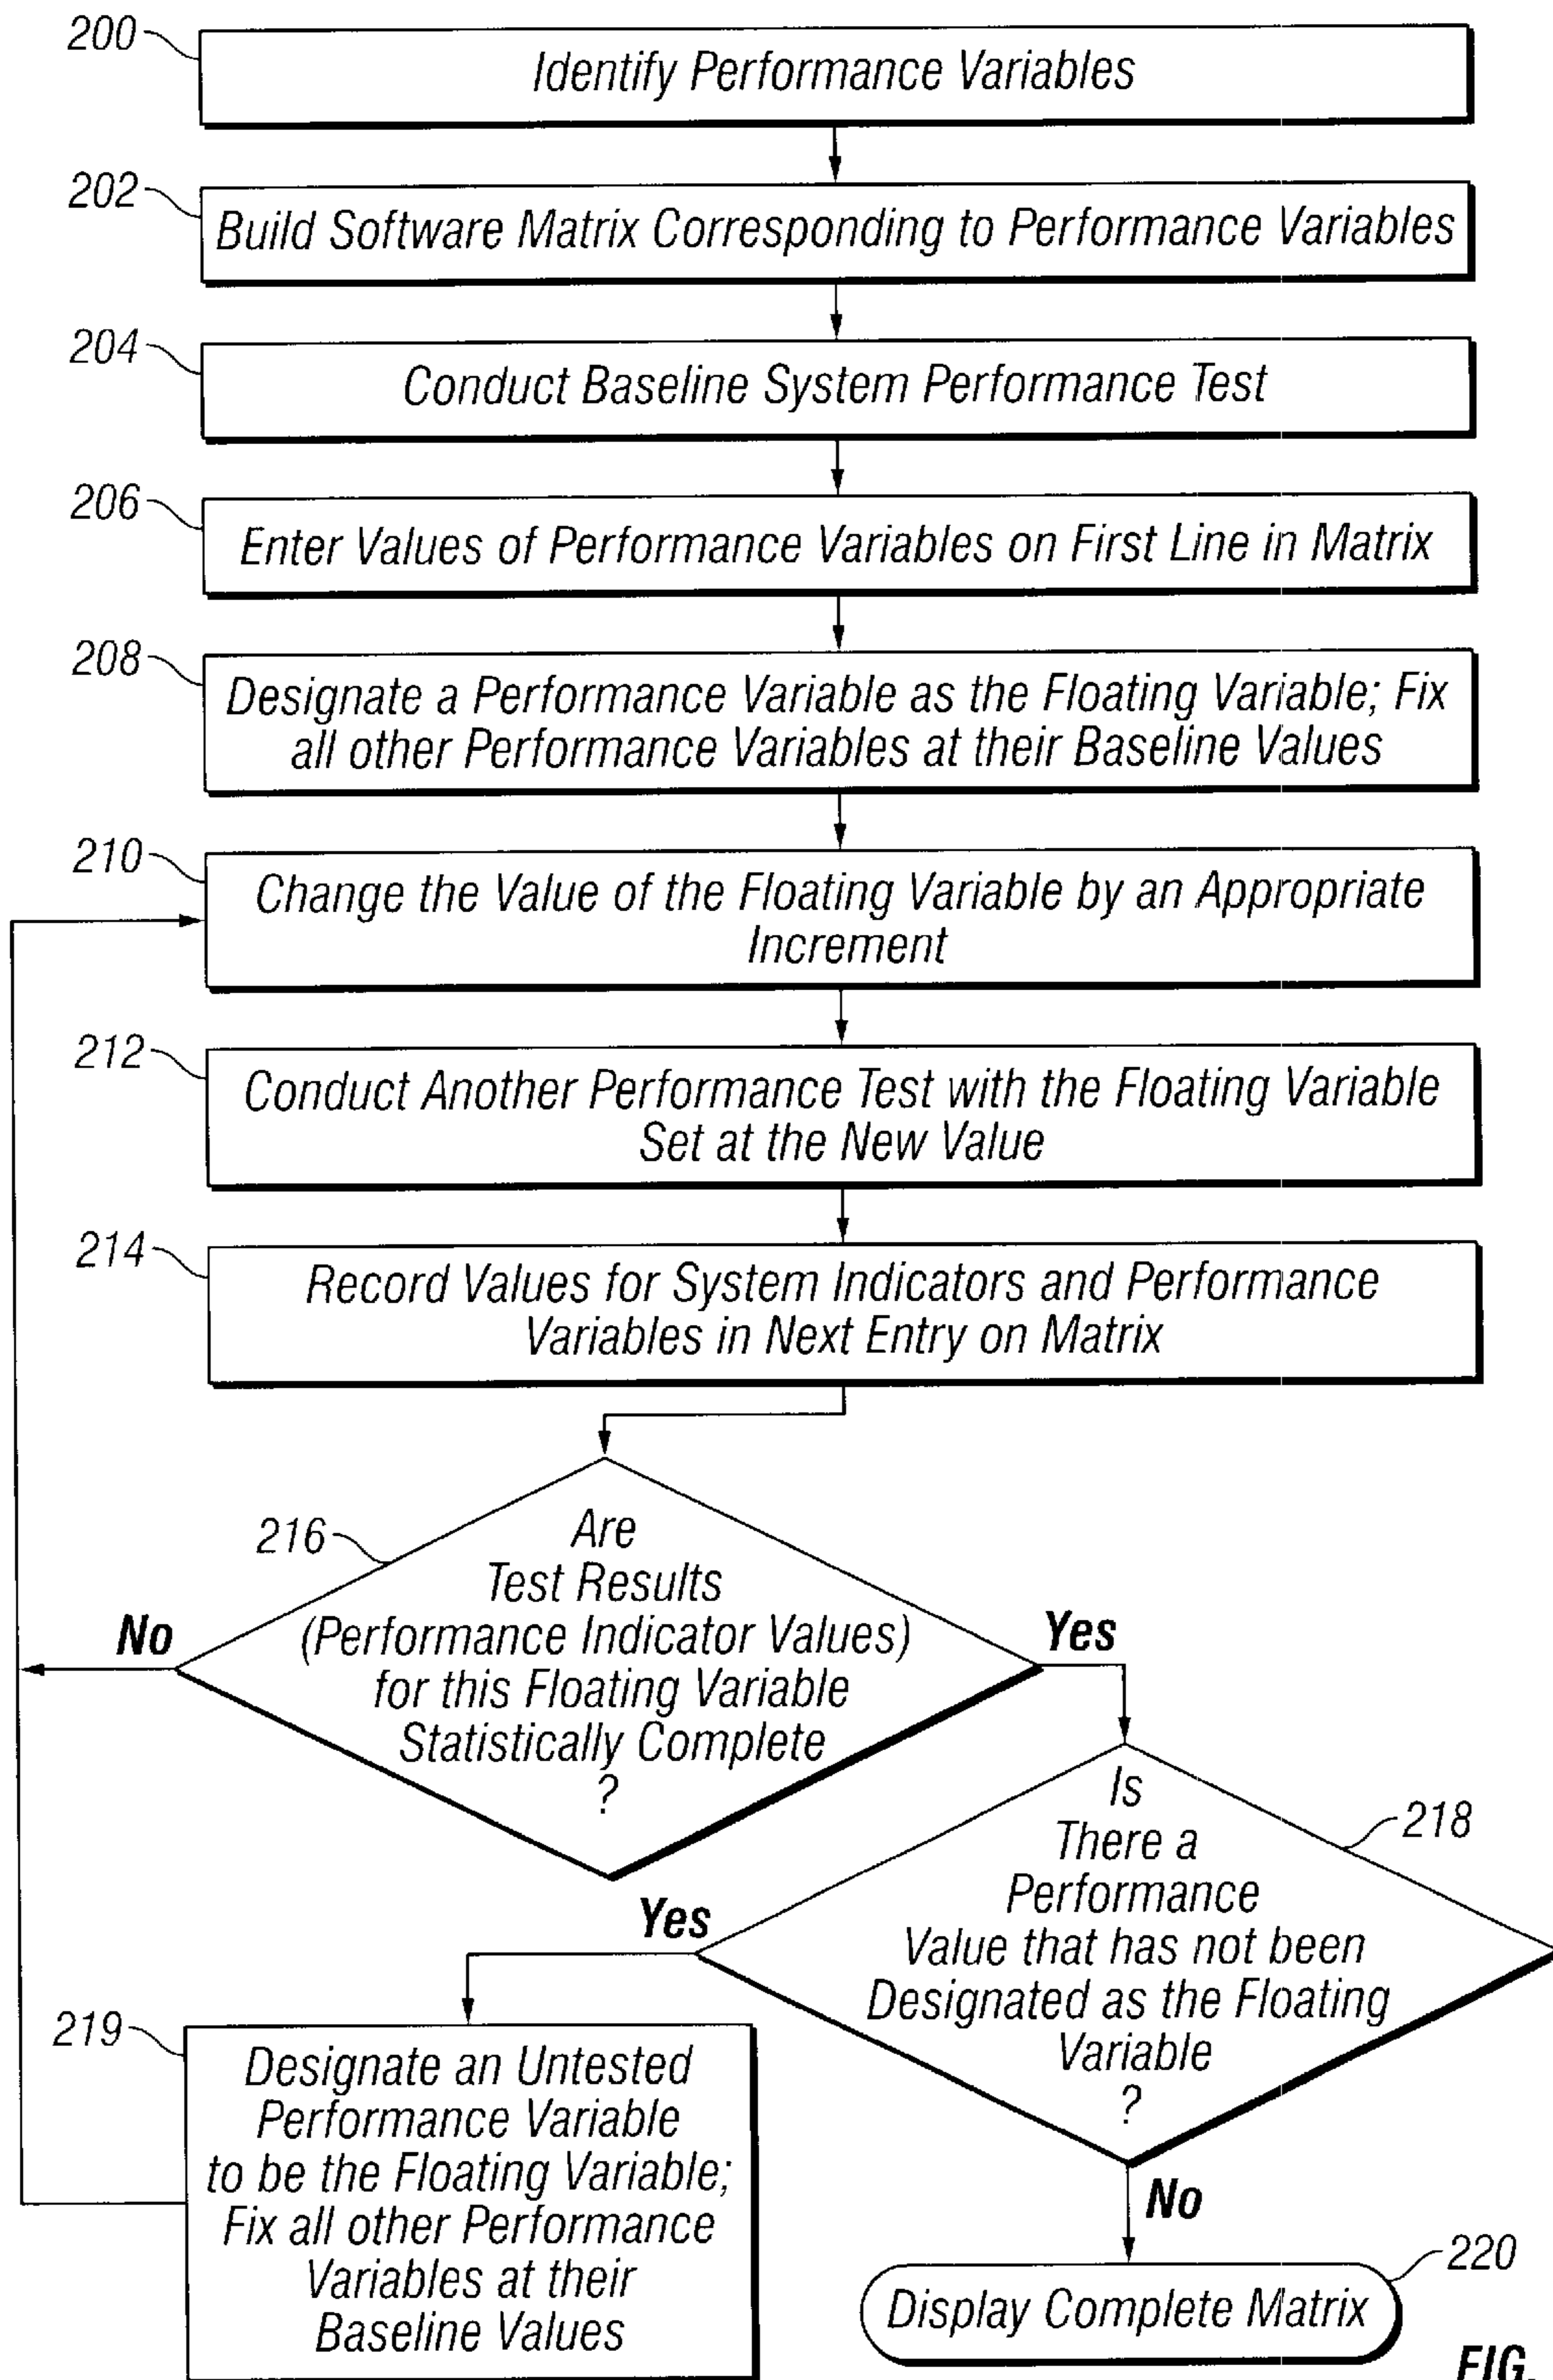 200
Identify Performance Variables
202
Build Software Matrix Corresponding to Performance Variables
204
Conduct Baseline System Performance Test
206
Enter Values of Performance Variables on First Line in Matrix
208
Designate a Performance Variable as the Floating Variable; Fix
all other Performance Variables at their Baseline Values
210
Change the Value of the Floating Variable by an Appropriate
Increment
212
Conduct Another Performance Test with the Floating Variable
Set at the New Value
214
Record Values for System Indicators and Performance
Variables in Next Entry on Matrix
216
Are
Test Results
(Performance Indicator Values)
for this Floating Variable
Statistically Complete
?
No
Yes
218
Is
There a
Performance
Value that has not been
Designated as the Floating
Variable
?
Yes
219
Designate an Untested
Performance Variable
to be the Floating Variable;
Fix all other Performance
Variables at their
Baseline Values
No
220
Display Complete Matrix
FIG.